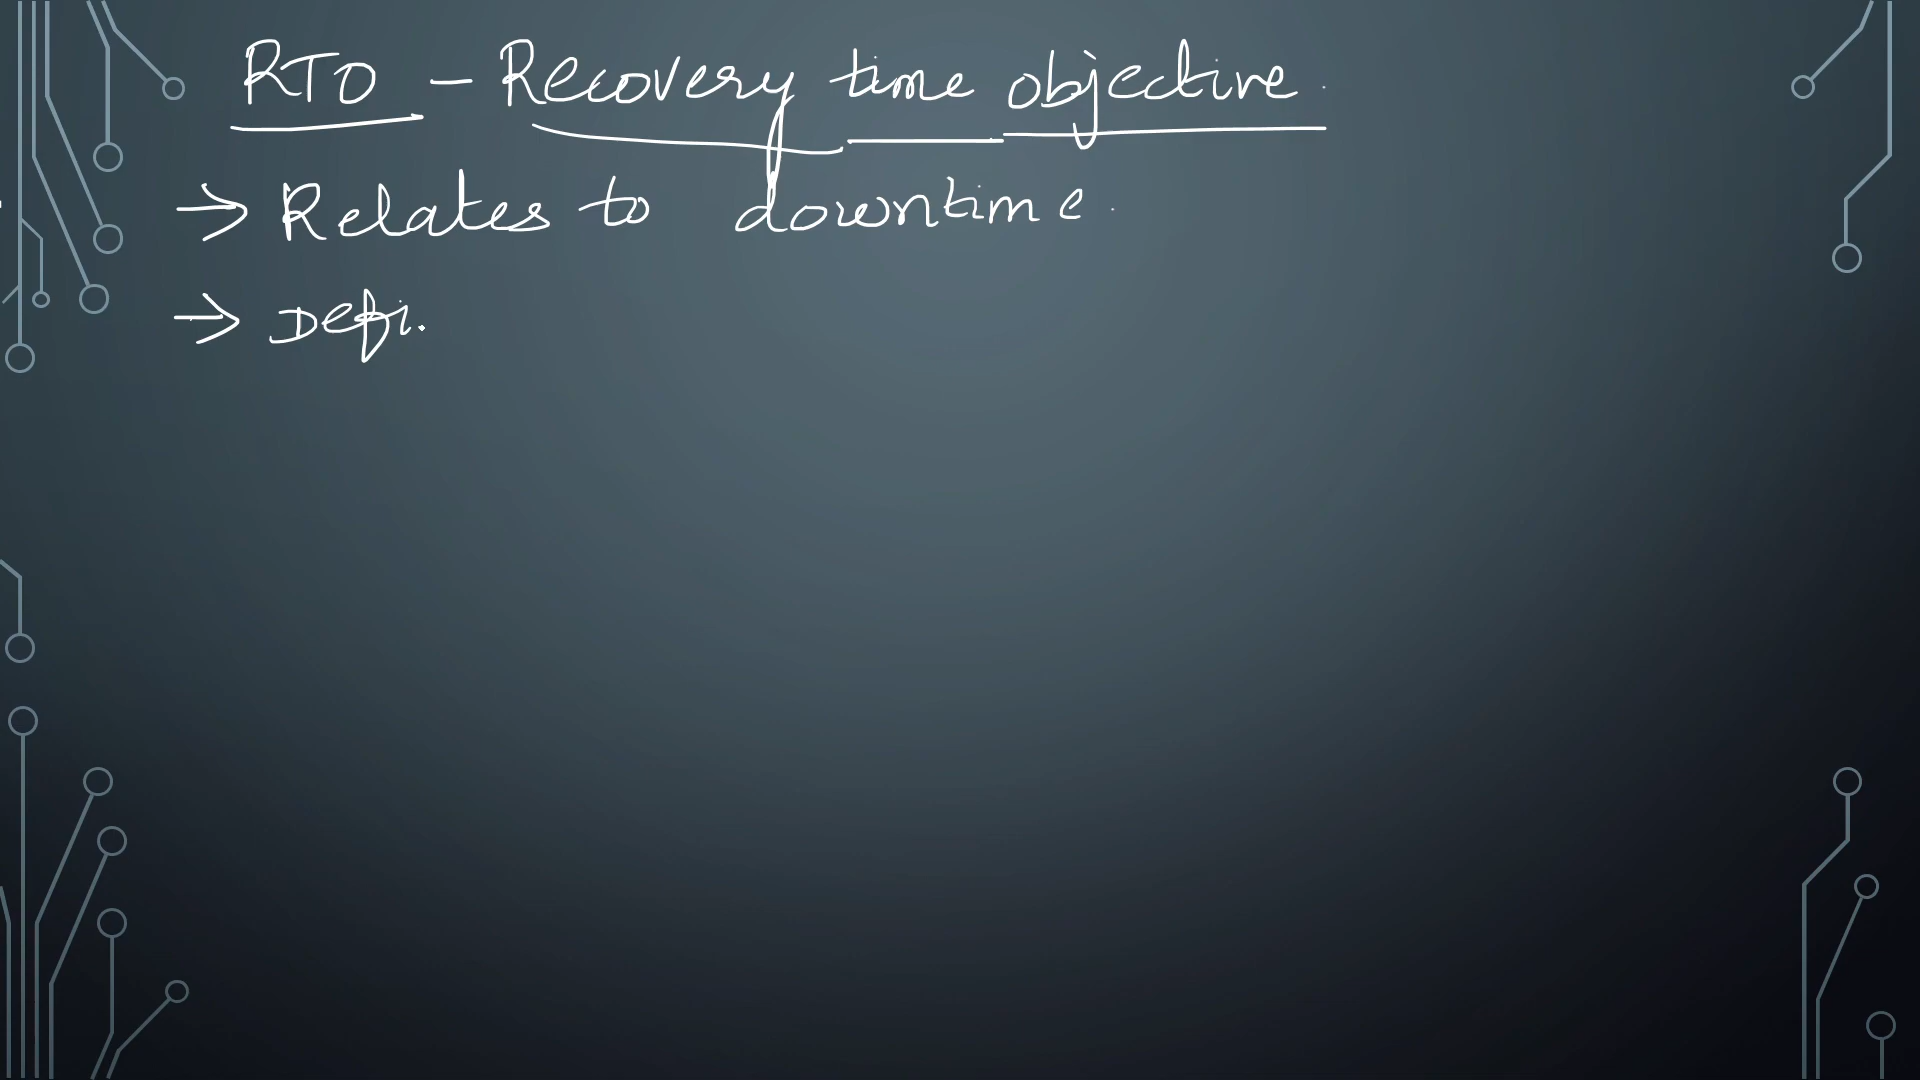 RTO - Recovery time objective.
→ Relates to downtime.
→ Defi.